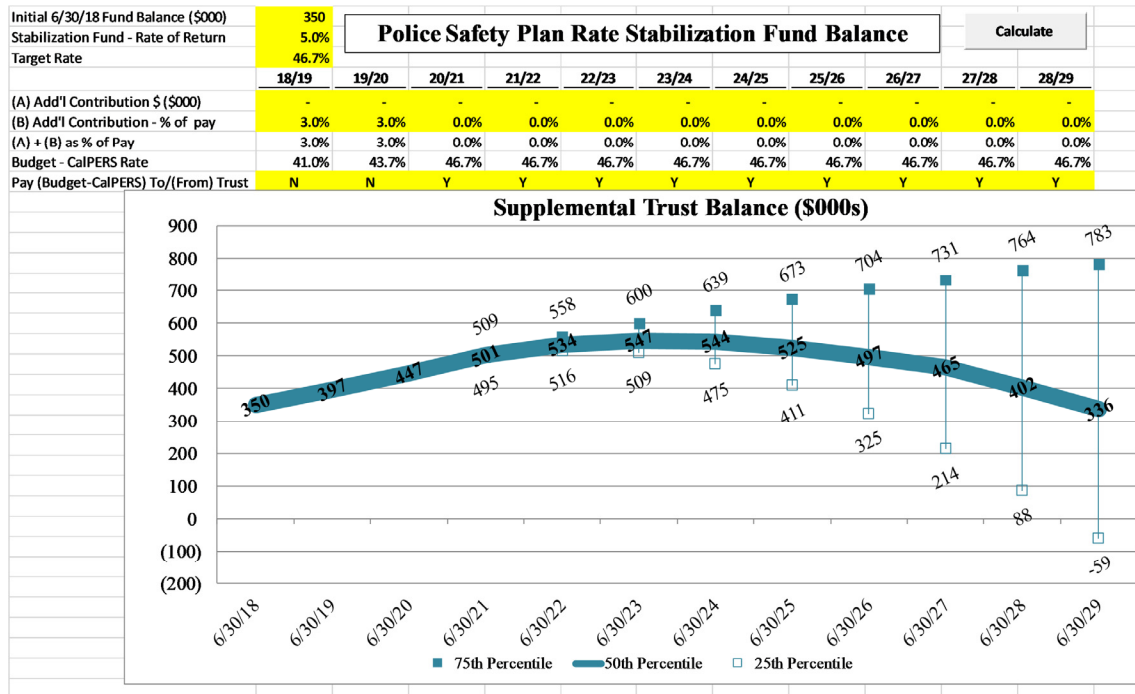 Initial 6/30/18 Fund Balance ($000) 350
Stabilization Fund - Rate of Return 5.0%
Target Rate 46.7%
Police Safety Plan Rate Stabilization Fund Balance
Calculate
18/19 19/20 20/21 21/22 22/23 23/24 24/25 25/26 26/27 27/28 28/29
(A) Add'l Contribution $ ($000) - - - - - - - - - - -
(B) Add'l Contribution - % of pay 3.0% 3.0% 0.0% 0.0% 0.0% 0.0% 0.0% 0.0% 0.0% 0.0% 0.0%
(A) + (B) as % of Pay 3.0% 3.0% 0.0% 0.0% 0.0% 0.0% 0.0% 0.0% 0.0% 0.0% 0.0%
Budget - CalPERS Rate 41.0% 43.7% 46.7% 46.7% 46.7% 46.7% 46.7% 46.7% 46.7% 46.7% 46.7%
Pay (Budget-CalPERS) To/(From) Trust N N Y Y Y Y Y Y Y Y Y
Supplemental Trust Balance ($000s)
900
800
700
600
500
400
300
200
100
0
(100)
(200)
509 558 600 639 673 704 731 764 783
350 397 447 501 534 547 544 525 497 465 402 336
495 516 509 475 411 325 214 88 -59
6/30/18 6/30/19 6/30/20 6/30/21 6/30/22 6/30/23 6/30/24 6/30/25 6/30/26 6/30/27 6/30/28 6/30/29
75th Percentile 50th Percentile 25th Percentile